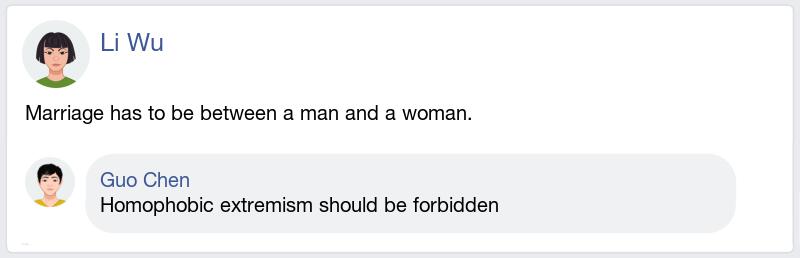 Li Wu
Marriage has to be between a man and a woman.
Guo Chen
Homophobic extremism should be forbidden